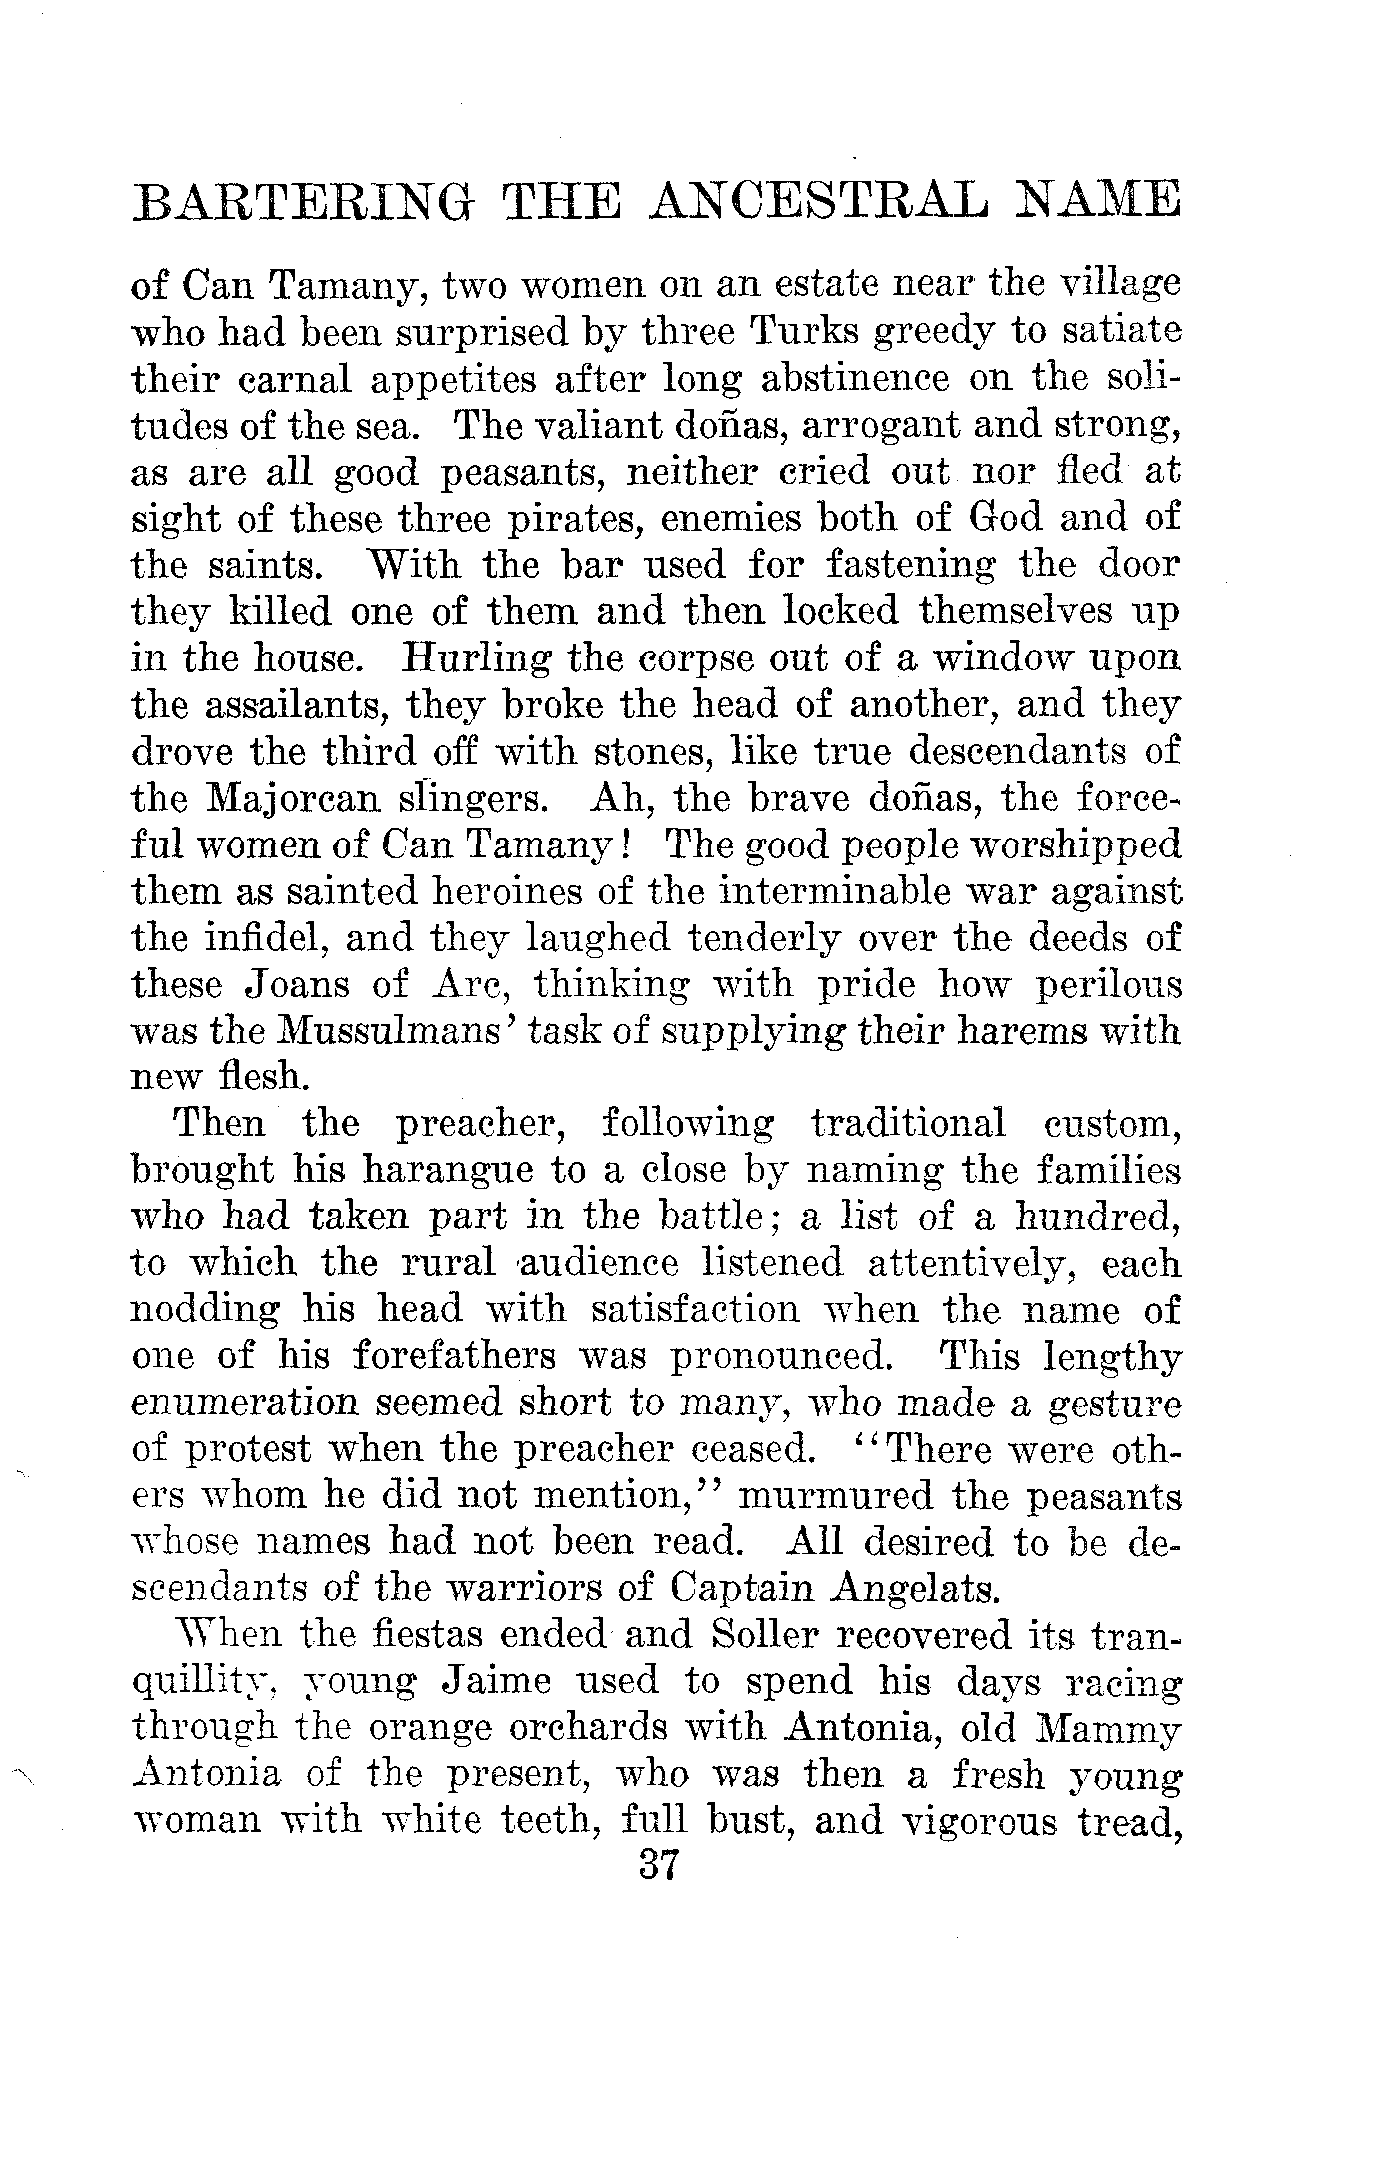 BARTERING THE ANCESTRAL NAME
of Can Tamany, two women on an estate near the village
who had been surprised by three Turks greedy to satiate
their carnal appetites after long abstinence on the soli-
tudes of the sea. The valiant doñas, arrogant and strong,
as are all good peasants, neither cried out nor fled at
sight of these three pirates, enemies both of God and of
the saints. With the bar used for fastening the door
they killed one of them and then locked themselves up
in the house. Hurling the corpse out of a window upon
the assailants, they broke the head of another, and they
drove the third off with stones, like true descendants of
the Majorcan slingers. Ah, the brave doñas, the force-
ful women of Can Tamany! The good people worshipped
them as sainted heroines of the interminable war against
the infidel, and they laughed tenderly over the deeds of
these Joans of Arc, thinking with pride how perilous
was the Mussulmans' task of supplying their harems with
new flesh.
Then the preacher, following traditional custom,
brought his harangue to a close by naming the families
who had taken part in the battle; a list of a hundred,
to which the rural audience listened attentively, each
nodding his head with satisfaction when the name of
one of his forefathers was pronounced. This lengthy
enumeration seemed short to many, who made a gesture
of protest when the preacher ceased. "There were oth-
ers whom he did not mention," murmured the peasants
whose names had not been read. All desired to be de-
scendants of the warriors of Captain Angelats.
When the fiestas ended and Soller recovered its tran-
quillity, young Jaime used to spend his days racing
through the orange orchards with Antonia, old Mammy
Antonia of the present, who was then a fresh young
woman with white teeth, full bust, and vigorous tread,
37